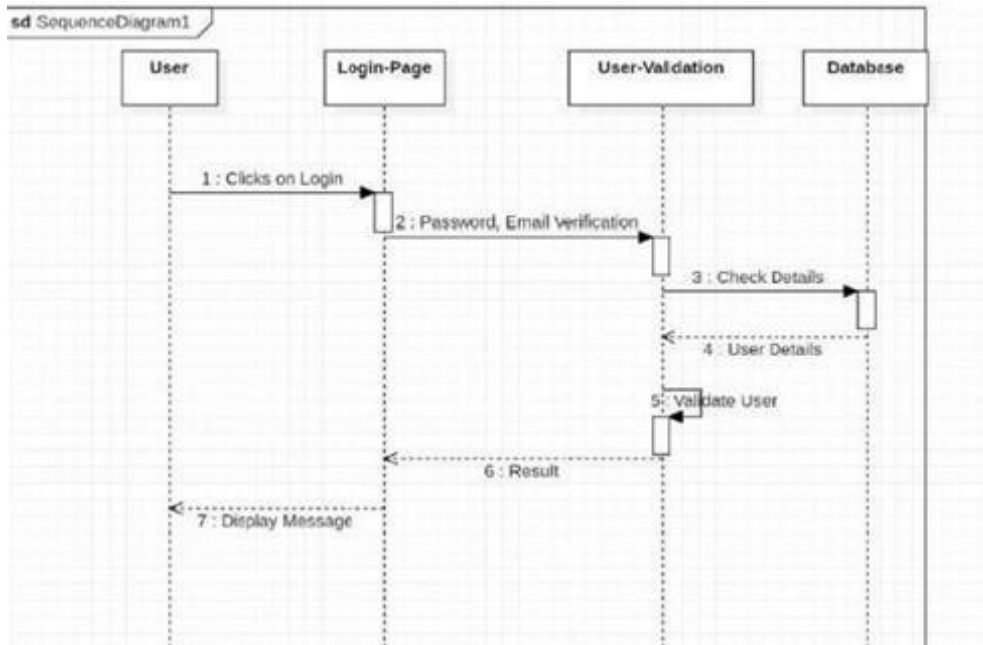 sd SequenceDiagram1
User
Login-Page
User-Validation
Database
1 : Clicks on Login
2 : Password, Email Verification
3 : Check Details
4 : User Details
5 : Validate User
6 : Result
7 : Display Message